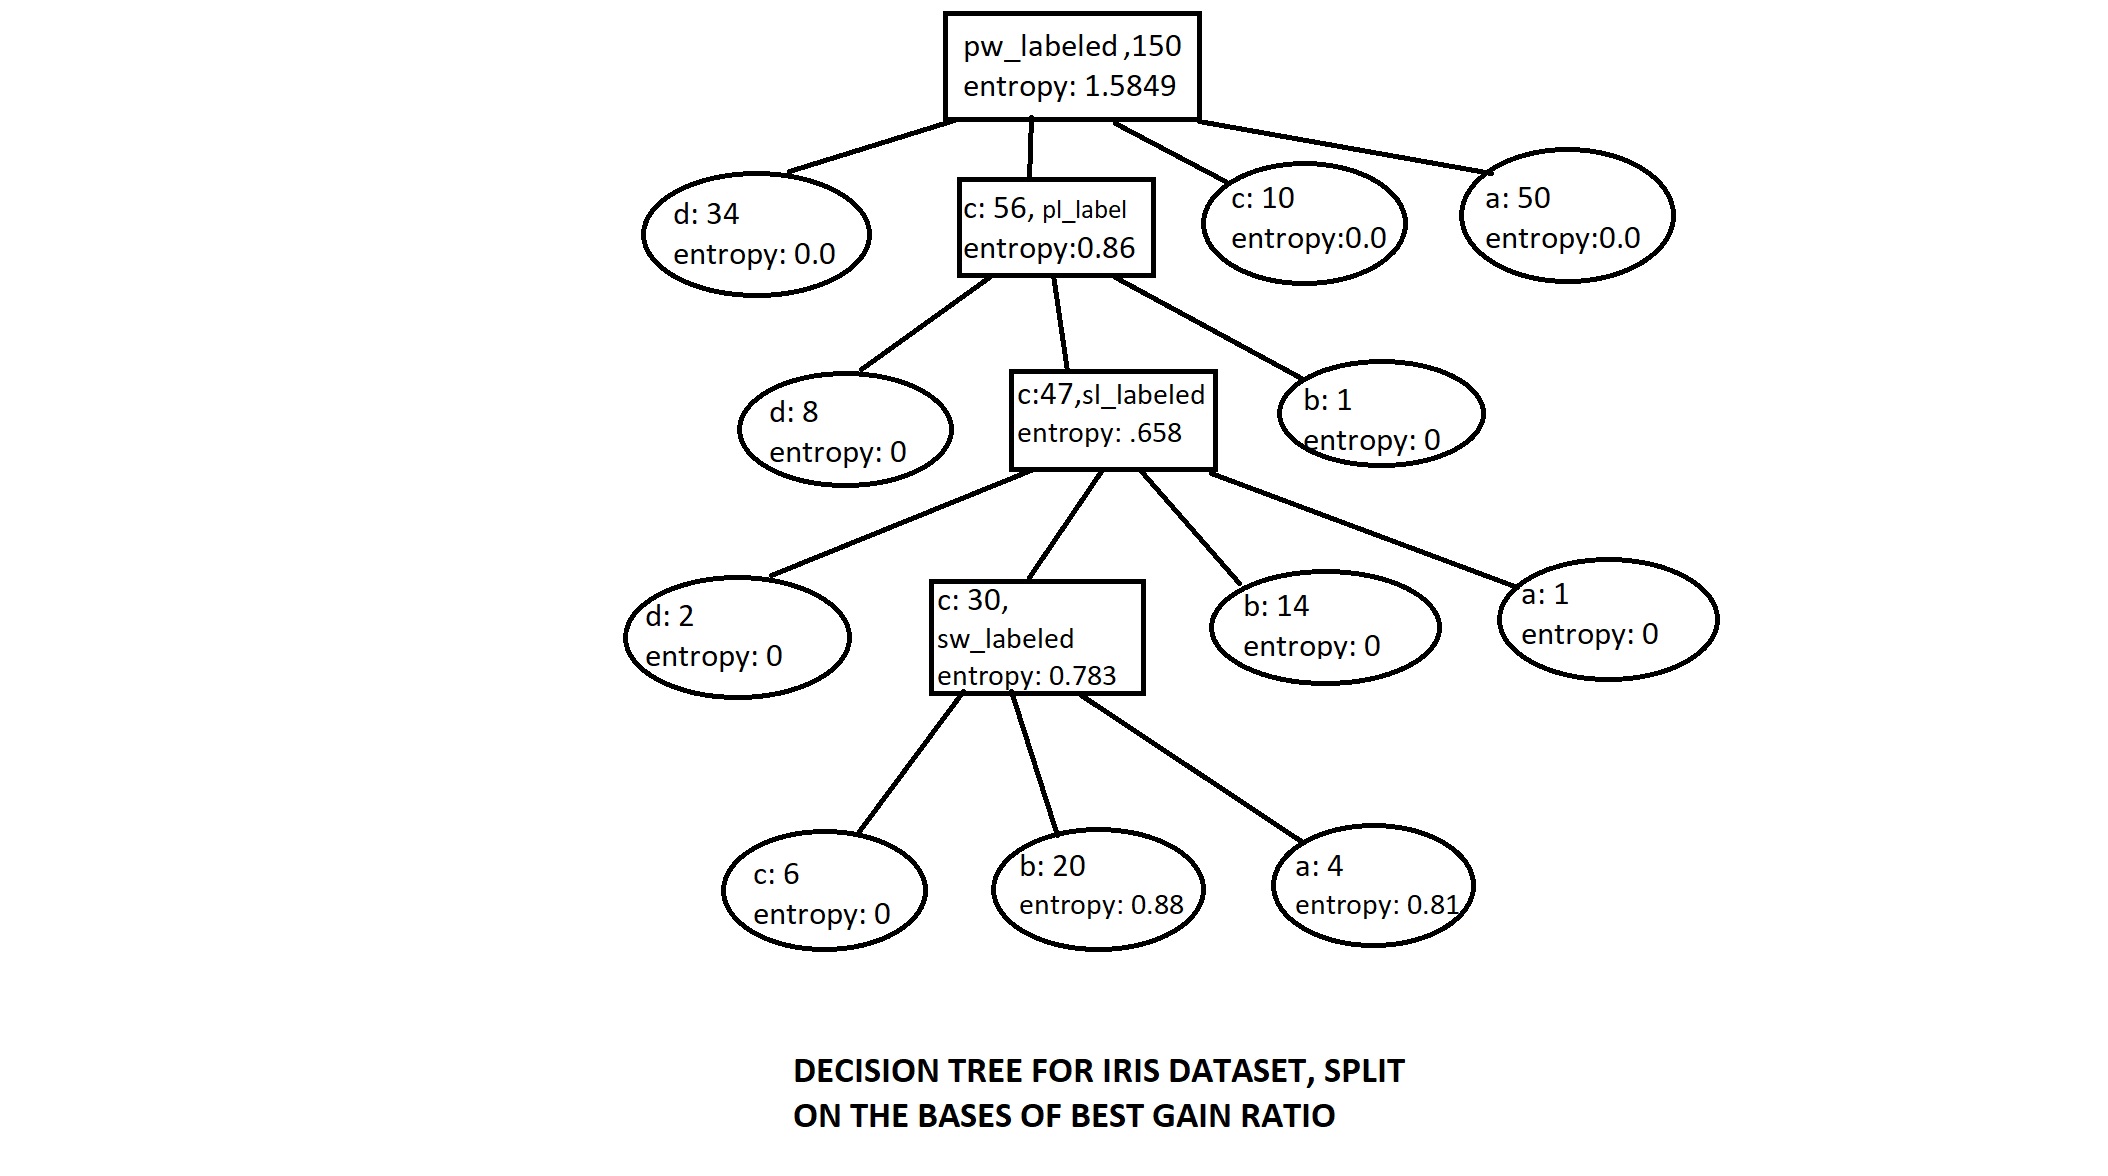 pw_labeled ,150
entropy: 1.5849
d: 34
entropy: 0.0
c: 56, pl_label
entropy:0.86
c: 10
entropy:0.0
a: 50
entropy:0.0
d: 8
entropy: 0
c:47,sl_labeled
entropy: .658
b: 1
entropy: 0
d: 2
entropy: 0
c: 30,
sw_labeled
entropy: 0.783
b: 14
entropy: 0
a: 1
entropy: 0
c: 6
entropy: 0
b: 20
entropy: 0.88
a: 4
entropy: 0.81
DECISION TREE FOR IRIS DATASET, SPLIT
ON THE BASES OF BEST GAIN RATIO